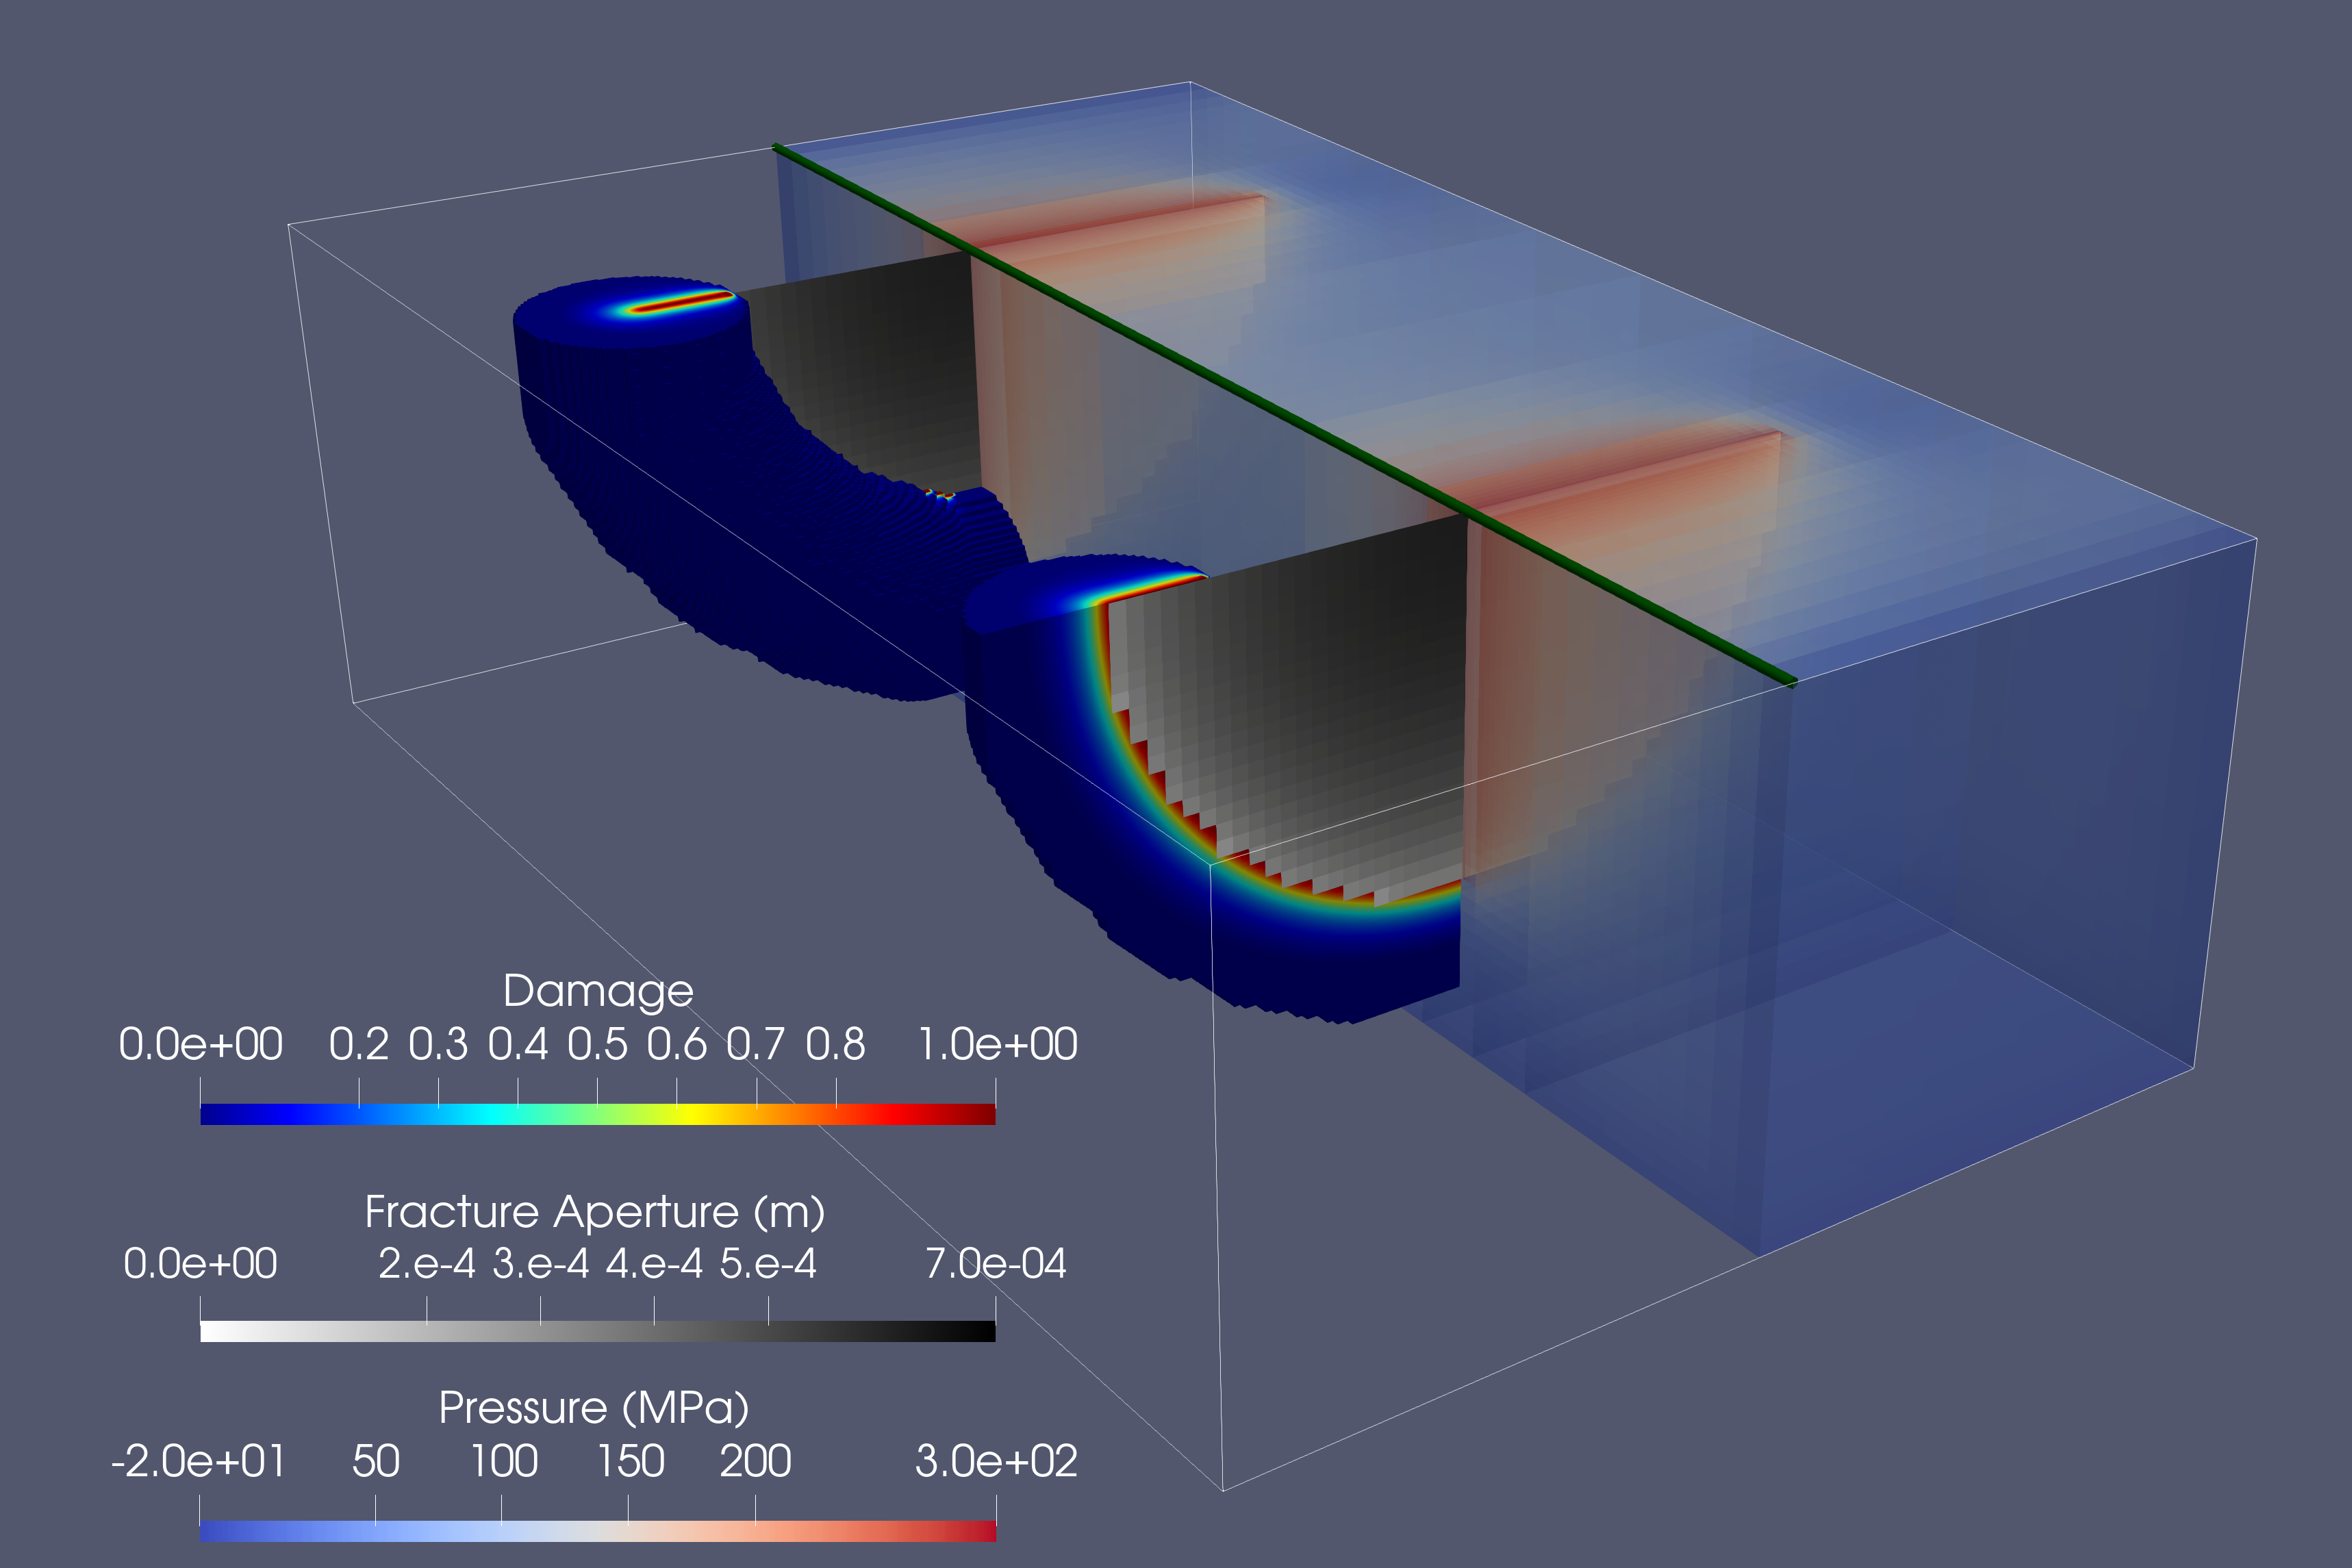 Damage
0.0e+00 0.2 0.3 0.4 0.5 0.6 0.7 0.8 1.0e+00
Fracture Aperture (m)
0.0e+00 2.e-4 3.e-4 4.e-4 5.e-4 7.0e-04
Pressure (MPa)
-2.0e+01 50 100 150 200 3.0e+02